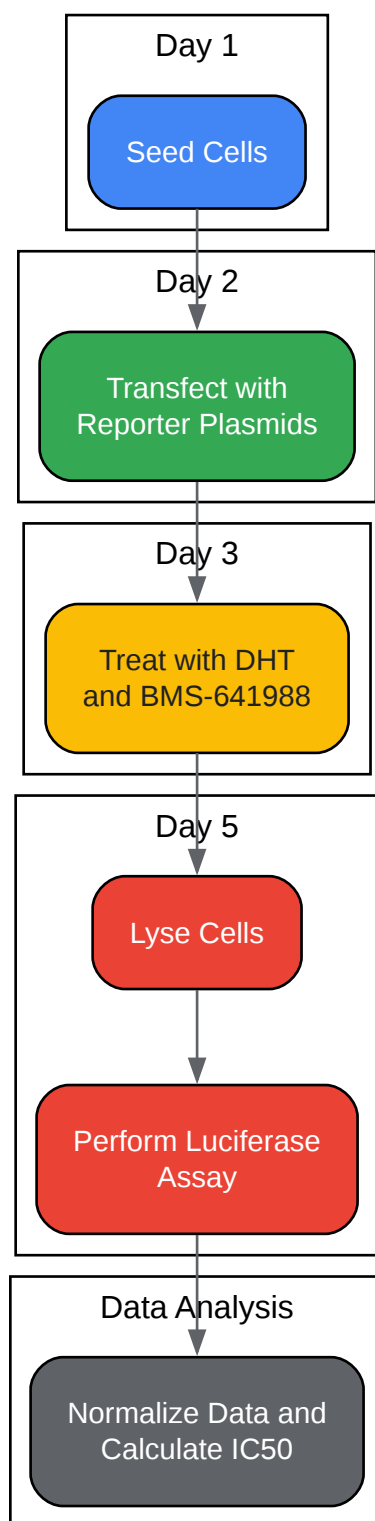 Day 1
Seed Cells
Day 2
Transfect with
Reporter Plasmids
Day 3
Treat with DHT
and BMS-641988
Day 5
Lyse Cells
Perform Luciferase
Assay
Data Analysis
Normalize Data and
Calculate IC50